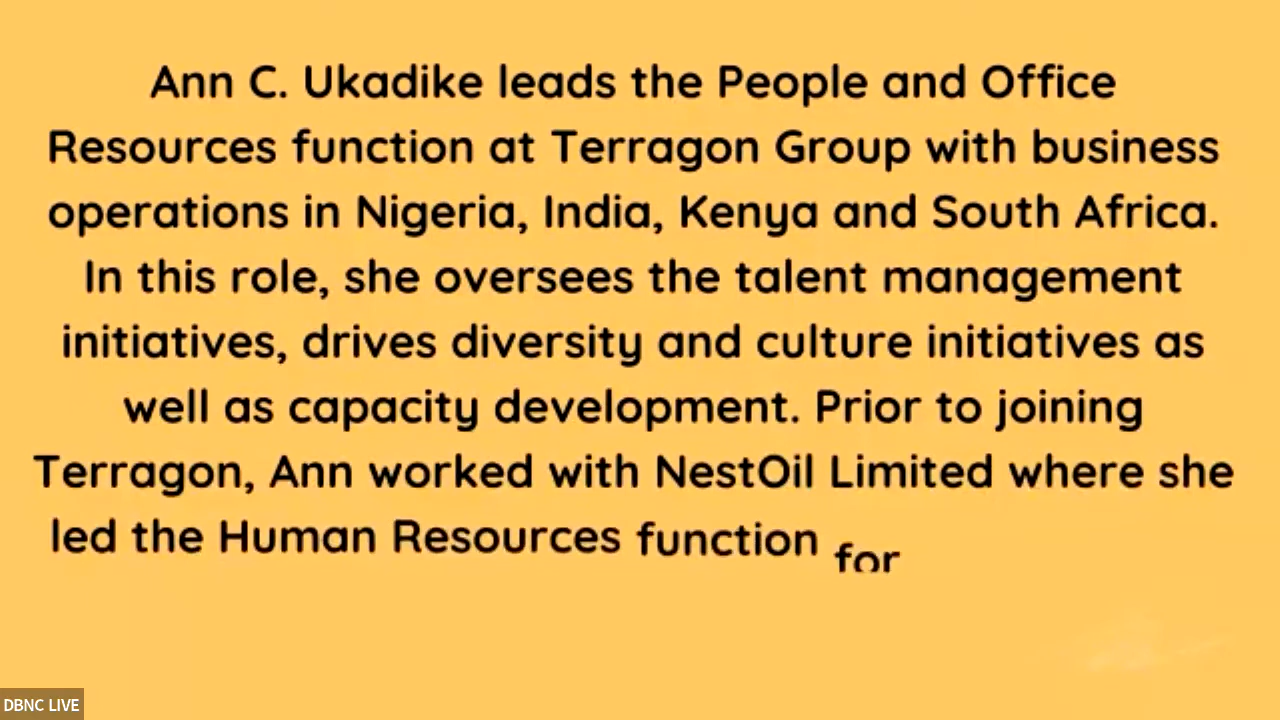 Ann C. Ukadike leads the People and Office
Resources function at Terragon Group with business
operations in Nigeria, India, Kenya and South Africa.
In this role, she oversees the talent management
initiatives, drives diversity and culture initiatives as
well as capacity development. Prior to joining
Terragon, Ann worked with NestOil Limited where she
led the Human Resources function for
DBNC LIVE